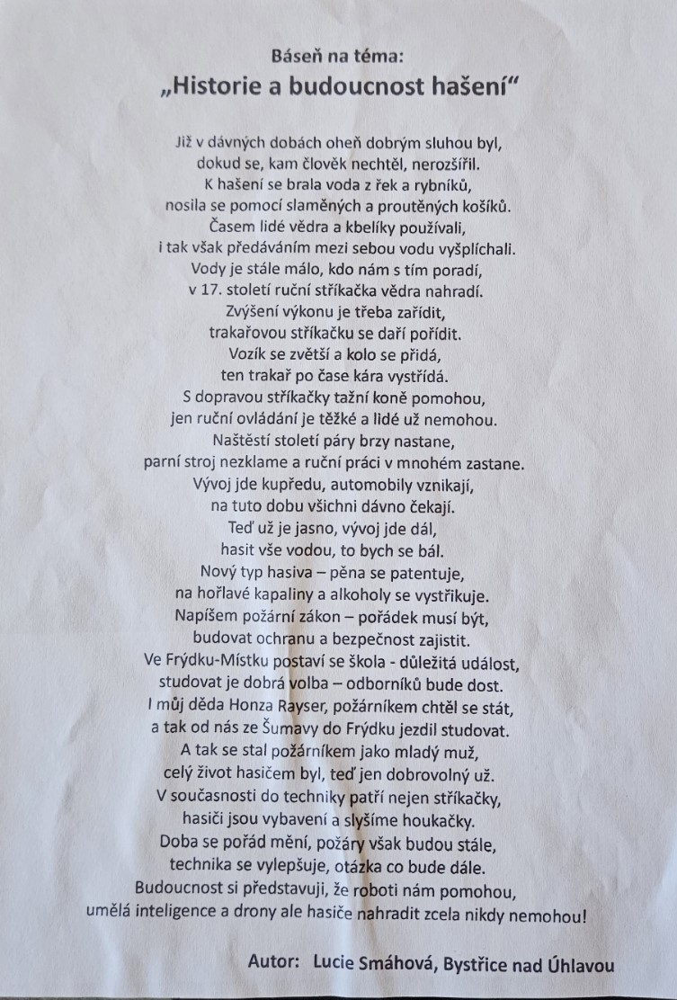 Báseň na téma:
„Historie a budoucnost hašení“
Již v dávných dobách oheň dobrým sluhou byl,
dokud se, kam člověk nechtěl, nerozšířil.
K hašení se brala voda z řek a rybníků,
nosila se pomocí slaměných a proutěných košíků.
Časem lidé vědra a kbelíky používali,
i tak však předáváním mezi sebou vodu vyšplíchali.
Vody je stále málo, kdo nám s tím poradí,
v 17. století ruční stříkačka vědra nahradí.
Zvýšení výkonu je třeba zařídit,
trakařovou stříkačku se daří pořídit.
Vozík se zvětší a kolo se přidá,
ten trakař po čase kára vystřídá.
S dopravou stříkačky tažní koně pomohou,
jen ruční ovládání je těžké a lidé už nemohou.
Naštěstí století páry brzy nastane,
parní stroj nezklame a ruční práci v mnohém zastane.
Vývoj jde kupředu, automobily vznikají,
na tuto dobu všichni dávno čekají.
Teď už je jasno, vývoj jde dál,
hasit vše vodou, to bych se bál.
Nový typ hasiva – pěna se patentuje,
na hořlavé kapaliny a alkoholy se vystřikuje.
Napíšem požární zákon – pořádek musí být,
budovat ochranu a bezpečnost zajistit.
Ve Frýdku-Místku postaví se škola - důležitá událost,
studovat je dobrá volba – odborníků bude dost.
I můj děda Honza Rayser, požárníkem chtěl se stát,
a tak od nás ze Šumavy do Frýdku jezdil studovat.
A tak se stal požárníkem jako mladý muž,
celý život hasičem byl, teď jen dobrovolný už.
V současnosti do techniky patří nejen stříkačky,
hasiči jsou vybavení a slyšíme houkačky.
Doba se pořád mění, požáry však budou stále,
technika se vylepšuje, otázka co bude dále.
Budoucnost si představuji, že roboti nám pomohou,
umělá inteligence a drony ale hasiče nahradit zcela nikdy nemohou!
Autor: Lucie Smáhová, Bystřice nad Úhlavou